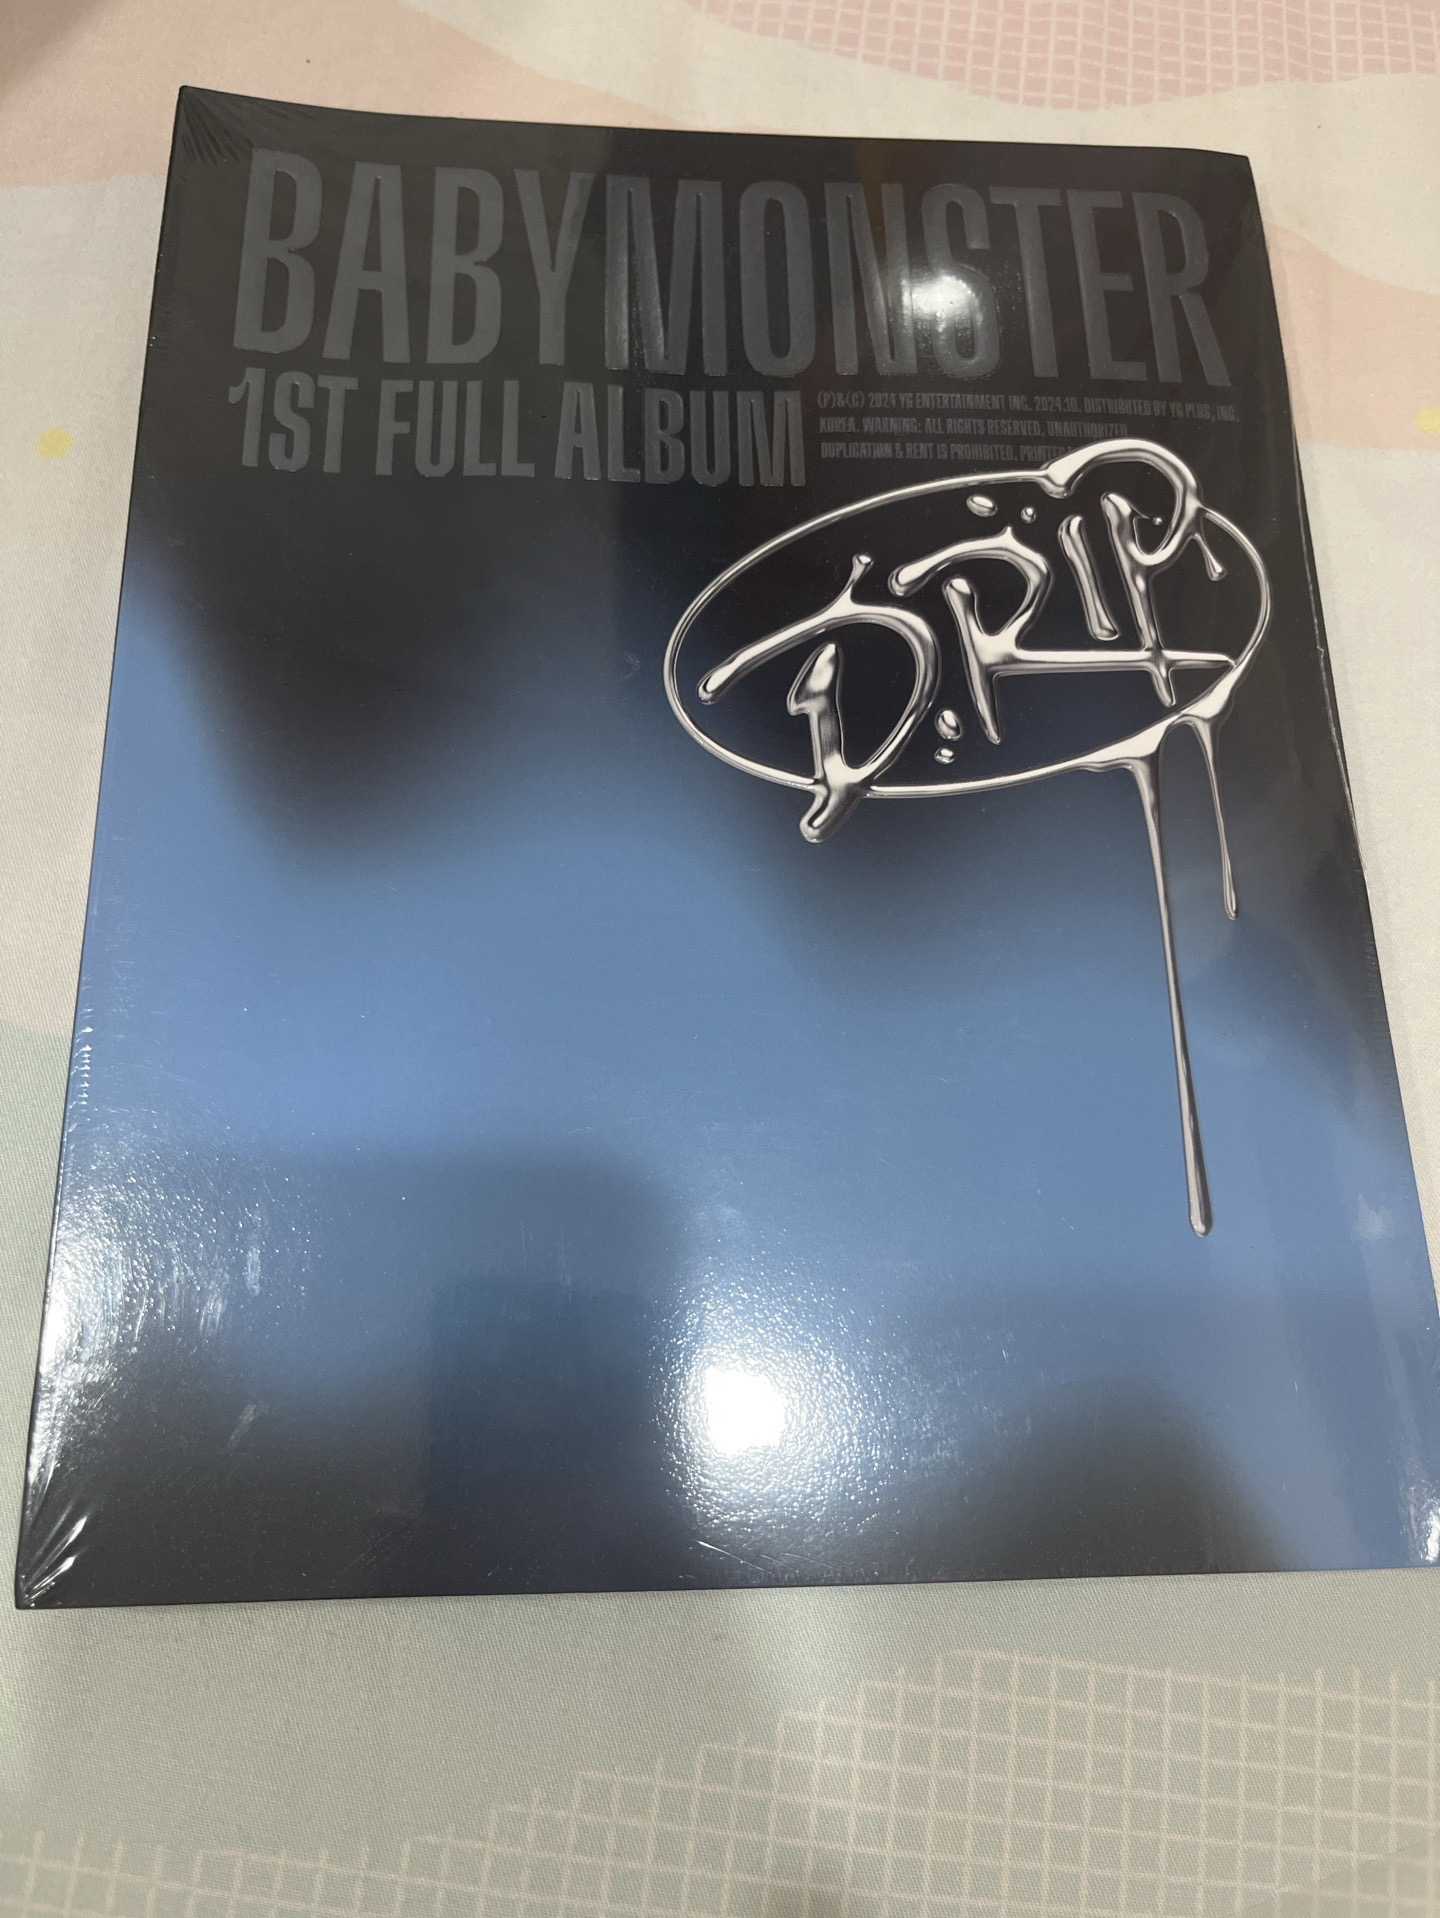 BABYMONSTER
1ST FULL ALBUM
(P)&(C) 2024 YG ENTERTAINMENT INC. 2024.10. DISTRIBUTED BY YG PLUS, INC.
KOREA. WARNING: ALL RIGHTS RESERVED. UNAUTHORIZED
DUPLICATION & RENT IS PROHIBITED. PRINTED
DRIP